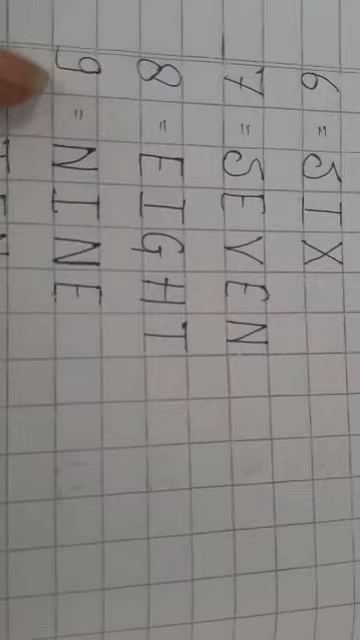 6 = SIX
7 = SEVEN
8 = EIGHT
9 = NINE